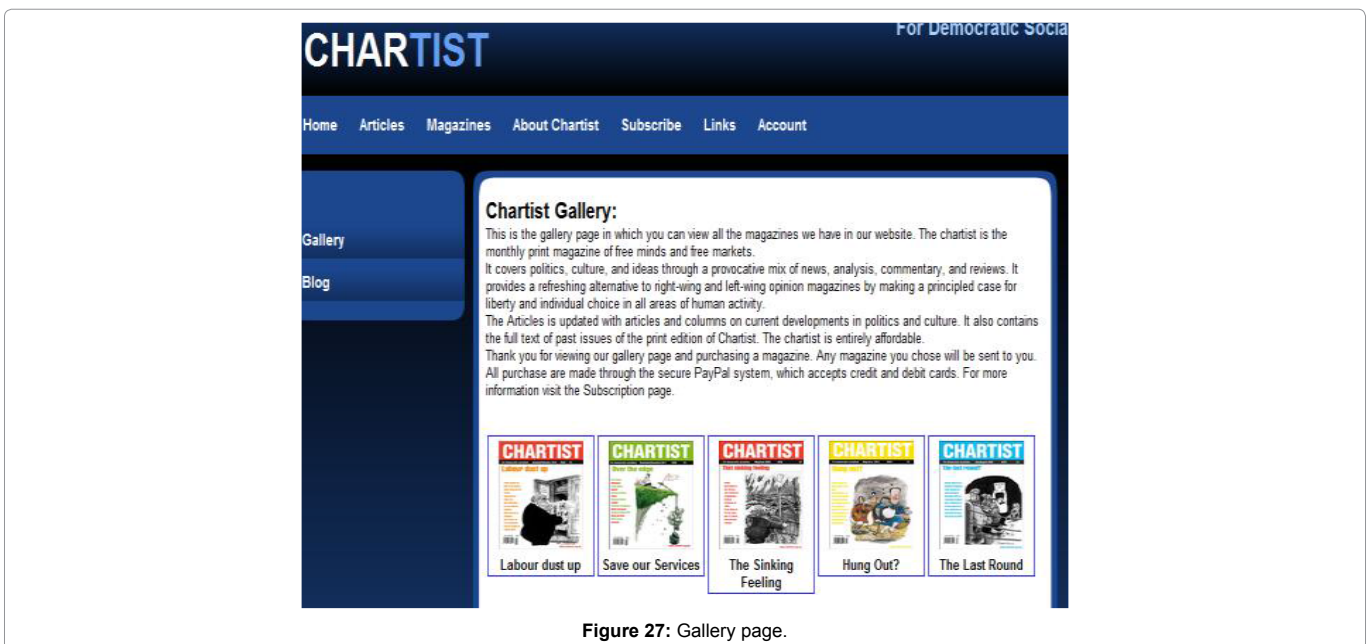 For Democratic Socia
CHARTIST
Home Articles Magazines About Chartist Subscribe Links Account
Gallery
Blog
Chartist Gallery:
This is the gallery page in which you can view all the magazines we have in our website. The chartist is the
monthly print magazine of free minds and free markets.
It covers politics, culture, and ideas through a provocative mix of news, analysis, commentary, and reviews. It
provides a refreshing alternative to right-wing and left-wing opinion magazines by making a principled case for
liberty and individual choice in all areas of human activity.
The Articles is updated with articles and columns on current developments in politics and culture. It also contains
the full text of past issues of the print edition of Chartist. The chartist is entirely affordable.
Thank you for viewing our gallery page and purchasing a magazine. Any magazine you chose will be sent to you.
All purchase are made through the secure PayPal system, which accepts credit and debit cards. For more
information visit the Subscription page.
CHARTIST CHARTIST CHARTIST CHARTIST CHARTIST
Labour dust up Over the edge That sinking feeling Hung out? The last round?
Labour dust up Save our Services The Sinking Hung Out? The Last Round
Feeling
Figure 27: Gallery page.